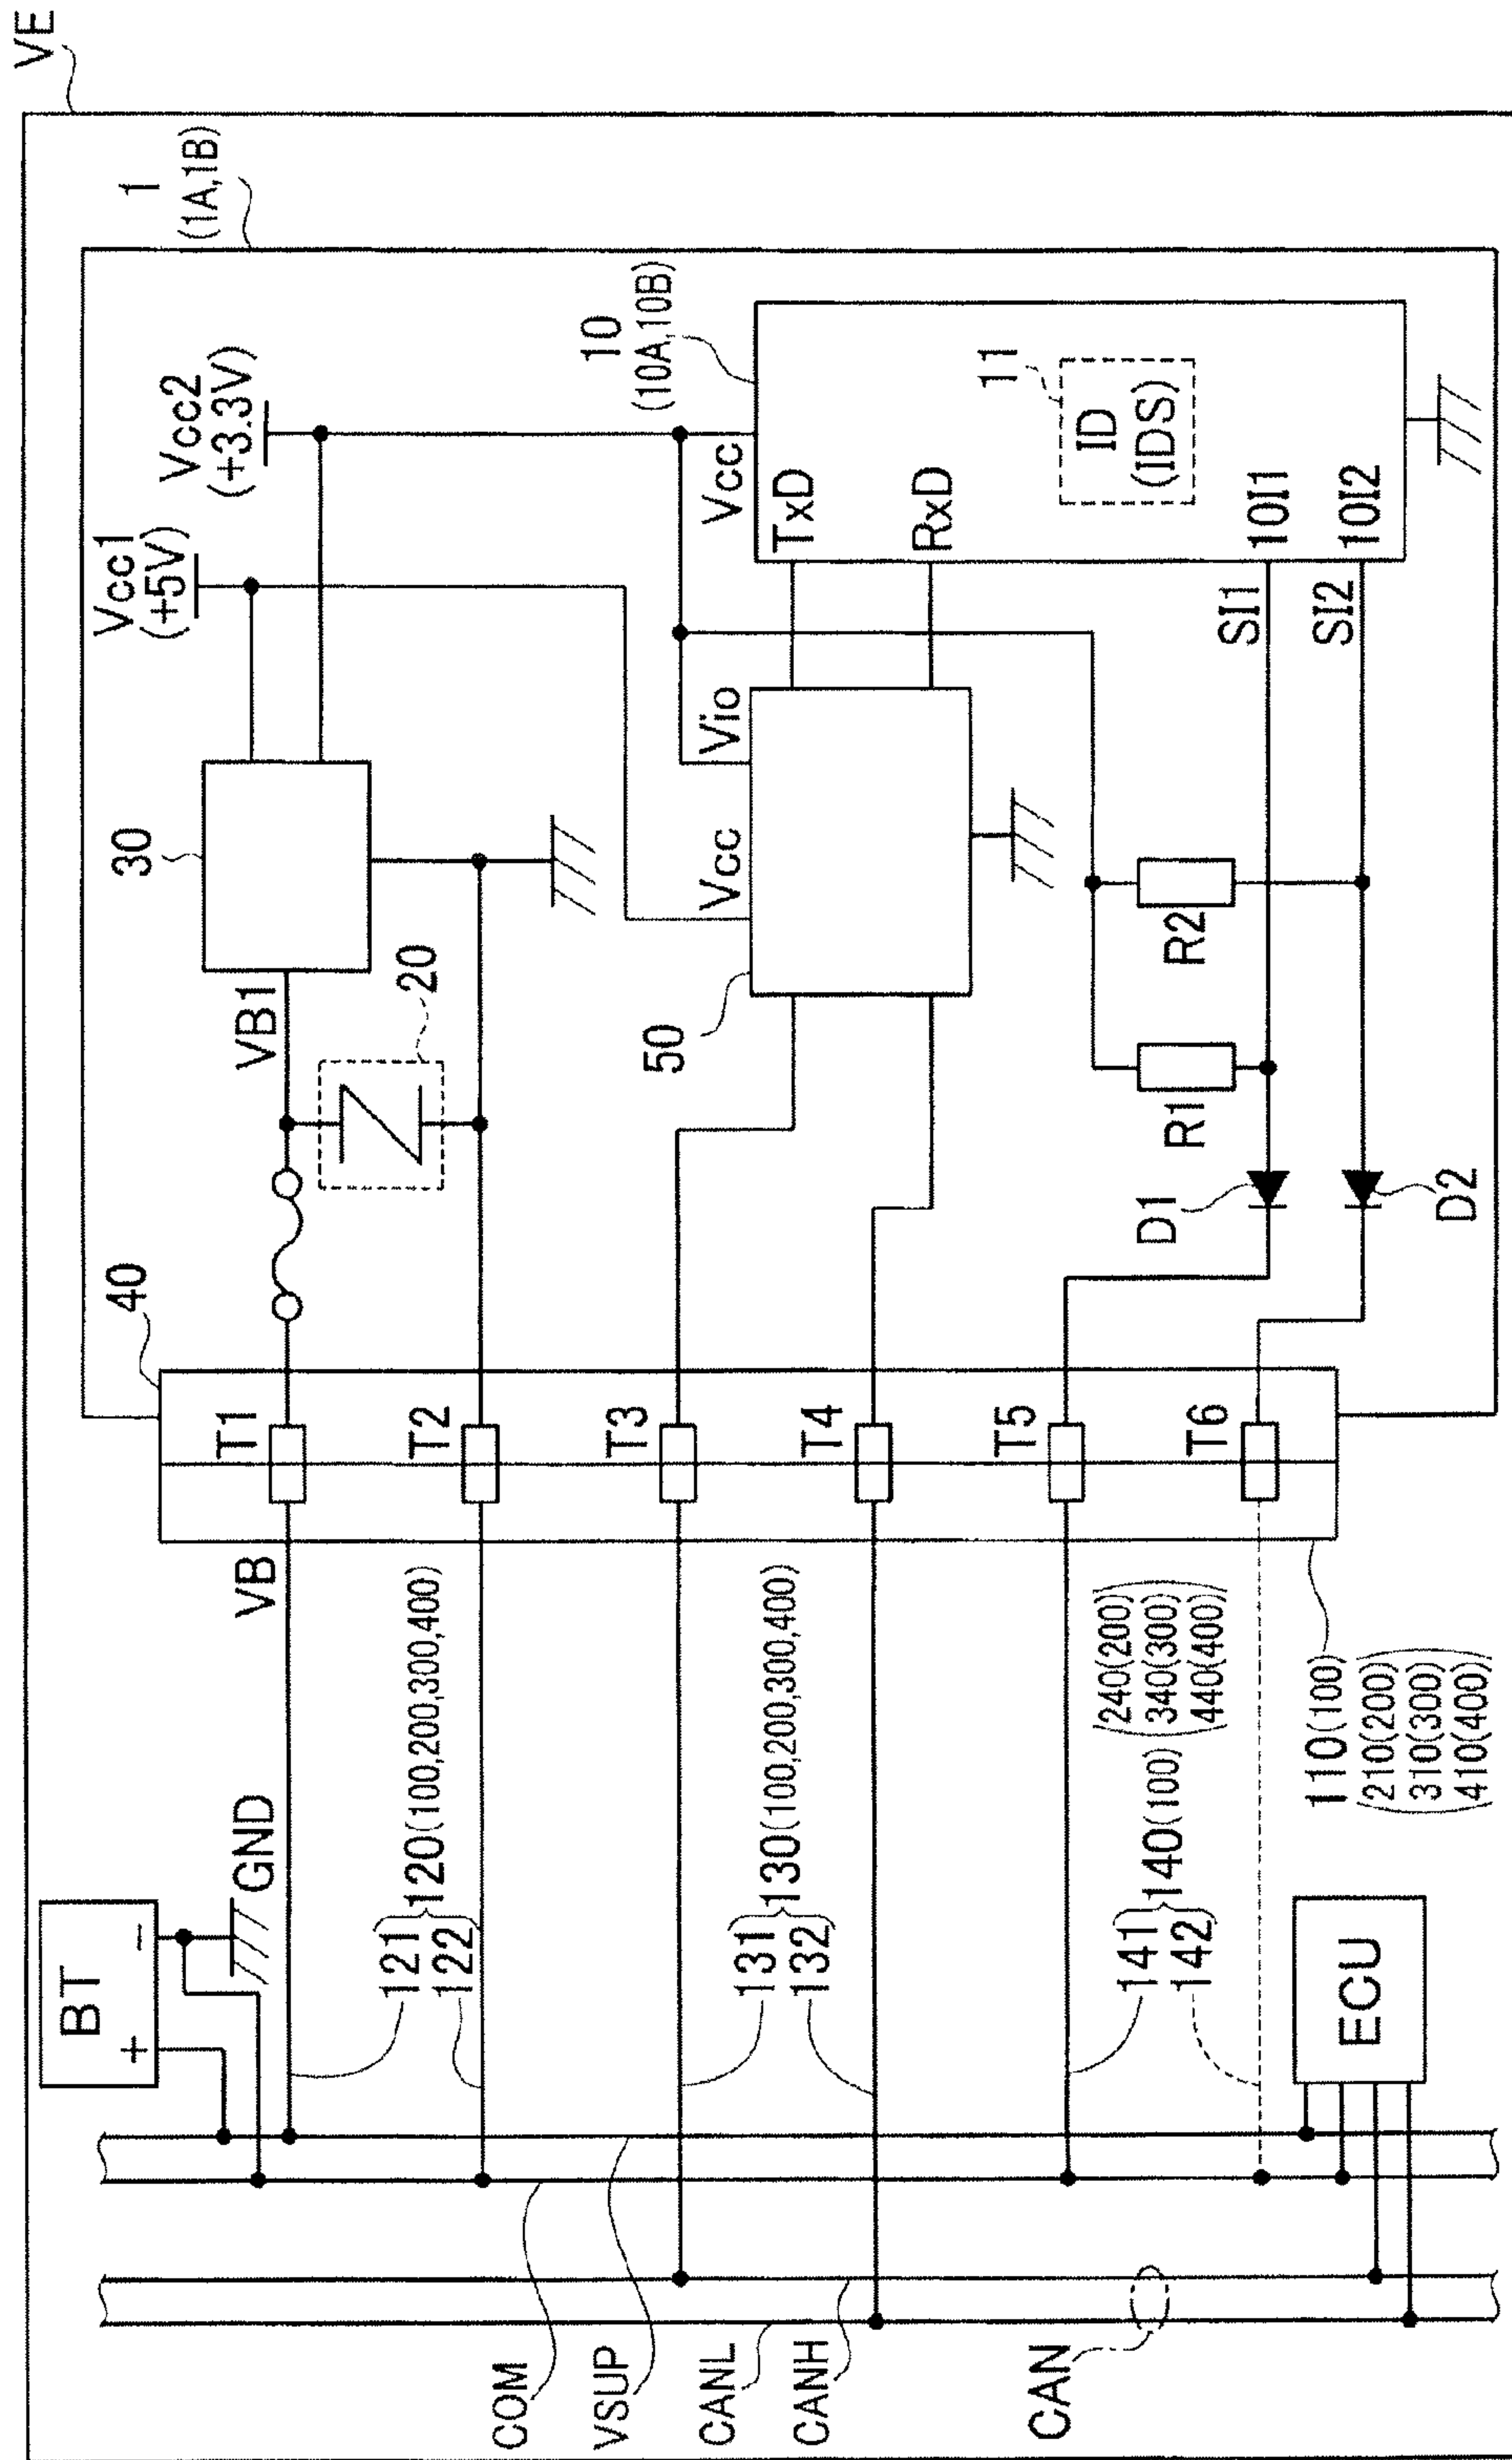 VE
1
(1A,1B)
Vcc2
(+3.3V)
Vcc1
(+5V)
10
(10A,10B)
30
VB1
20
40
Vcc
TxD
RxD
11
ID
(IDS)
10I1
10I2
SI1
SI2
Vio
Vcc
50
R2
R1
D1
D2
T1
T2
T3
T4
T5
T6
VB
BT
+
−
GND
121
122
120(100,200,300,400)
131
132
130(100,200,300,400)
141
142
140(100)
(240(200)
340(300)
440(400))
110(100)
(210(200)
310(300)
410(400))
ECU
COM
VSUP
CANL
CANH
CAN